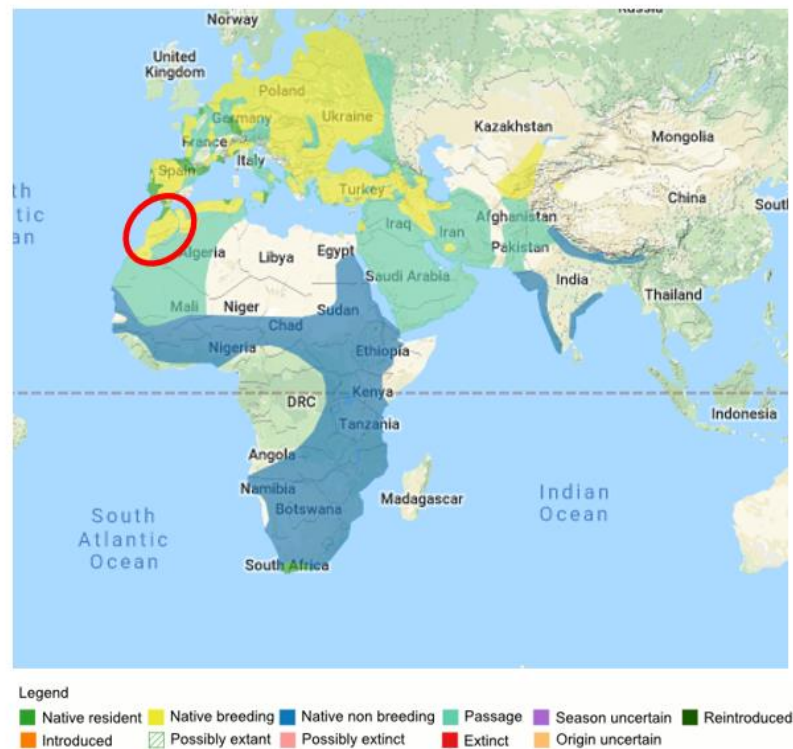 Norway
United
Kingdom
Poland
Germany
Ukraine
France
Kazakhstan
Mongolia
Italy
Spain
Turkey
China
Afghanistan
Iraq
Iran
Pakistan
Algeria
Libya
Egypt
Saudi Arabia
India
Thailand
Mali
Niger
Chad
Sudan
Nigeria
Ethiopia
DRC
Kenya
Tanzania
Indonesia
Angola
Namibia
Botswana
Madagascar
Indian
Ocean
South
Atlantic
Ocean
South Africa
Legend
Native resident
Native breeding
Native non breeding
Passage
Season uncertain
Reintroduced
Introduced
Possibly extant
Possibly extinct
Extinct
Origin uncertain